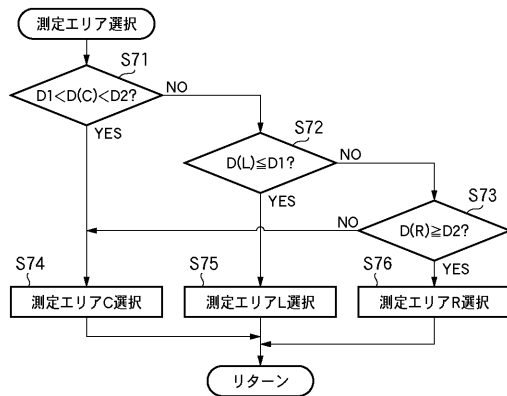 測定エリア選択
S71
D1<D(C)<D2?
NO
YES
S72
D(L)≦D1?
NO
YES
S73
D(R)≧D2?
NO
YES
S74
測定エリアC選択
S75
測定エリアL選択
S76
測定エリアR選択
リターン